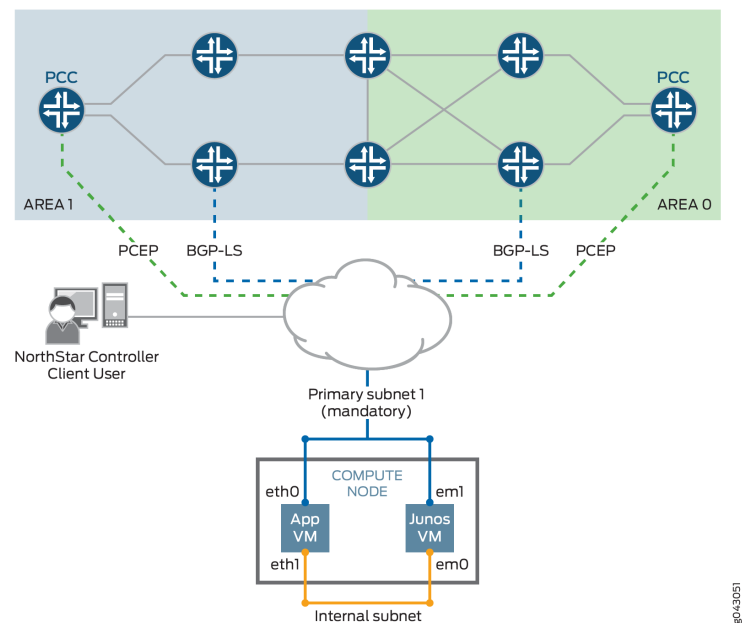 PCC
PCC
AREA 1
AREA 0
PCEP
BGP-LS
BGP-LS
PCEP
NorthStar Controller
Client User
Primary subnet 1
(mandatory)
COMPUTE
NODE
eth0
em1
App
VM
Junos
VM
eth1
em0
Internal subnet
g043051